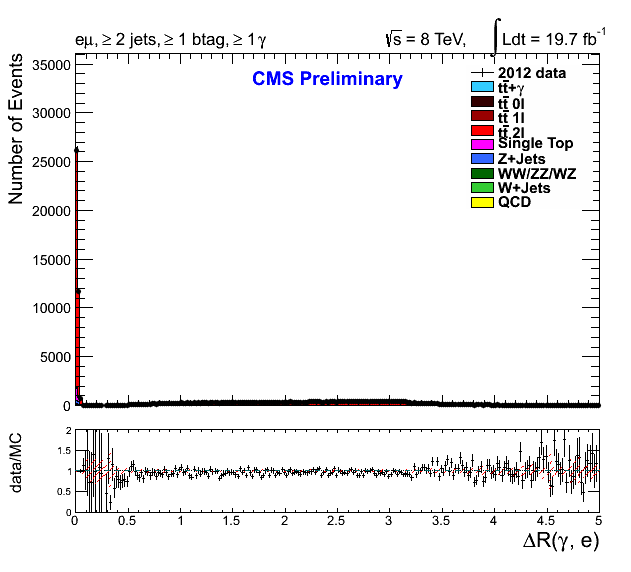 eμ, ≥ 2 jets, ≥ 1 btag, ≥ 1 γ
√s = 8 TeV, ∫ Ldt = 19.7 fb⁻¹
CMS Preliminary
2012 data
tt̄+γ
tt̄ 0l
tt̄ 1l
tt̄ 2l
Single Top
Z+Jets
WW/ZZ/WZ
W+Jets
QCD
Number of Events
35000
30000
25000
20000
15000
10000
5000
0
data/MC
2
1.5
1
0.5
0
0 0.5 1 1.5 2 2.5 3 3.5 4 4.5 5
ΔR(γ, e)